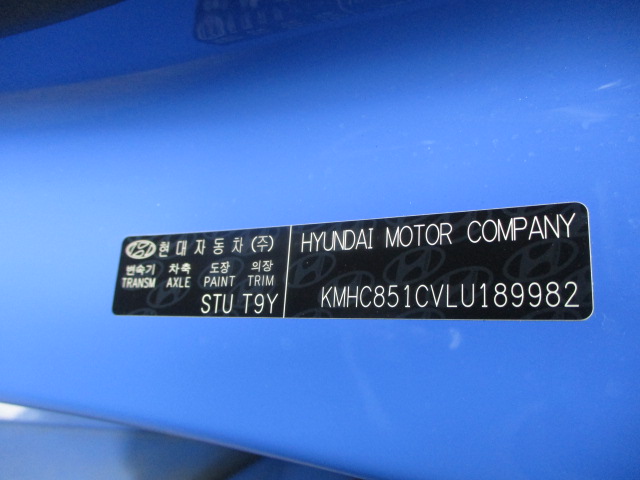 현대자동차(주)
변속기 차축 도장 의장
TRANSM AXLE PAINT TRIM
STU T9Y
HYUNDAI MOTOR COMPANY
KMHC851CVLU189982